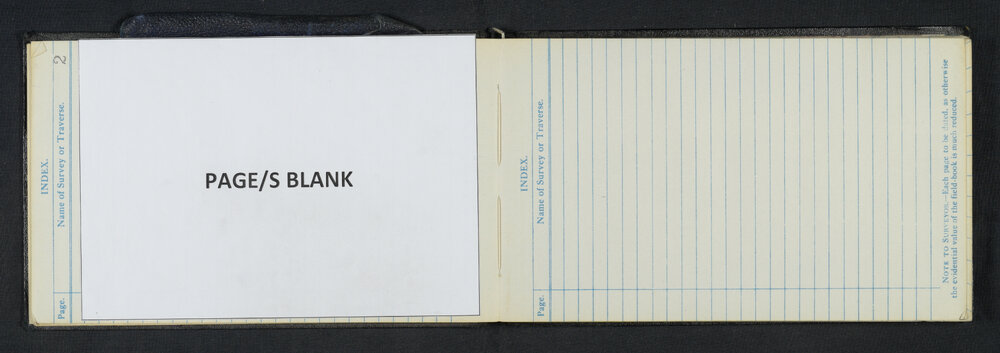 2
INDEX.
Page. Name of Survey or Traverse.
PAGE/S BLANK
INDEX.
Page. Name of Survey or Traverse.
NOTE TO SURVEYOR.—Each page to be dated, as otherwise
the evidential value of the field-book is much reduced.